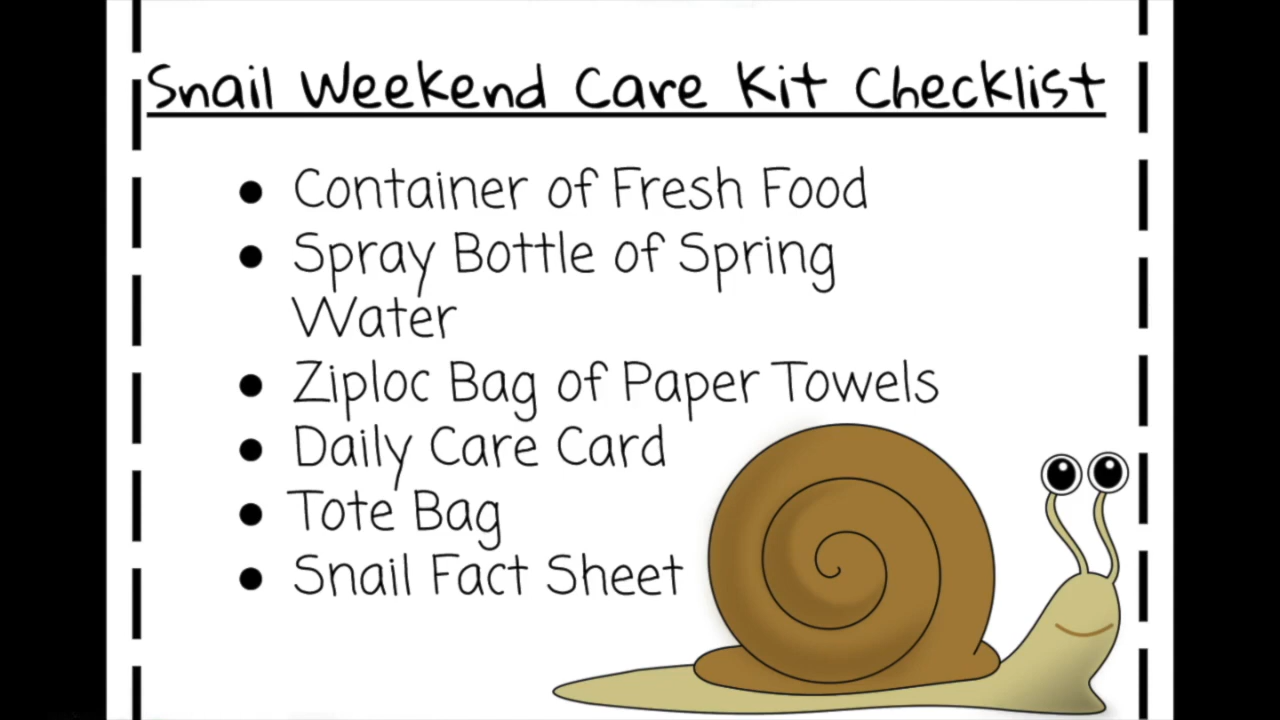 Snail Weekend Care Kit Checklist
● Container of Fresh Food
● Spray Bottle of Spring
Water
● Ziploc Bag of Paper Towels
● Daily Care Card
● Tote Bag
● Snail Fact Sheet